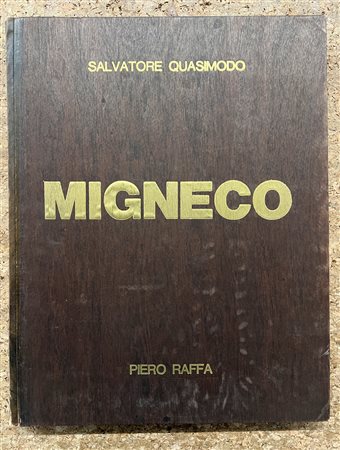 SALVATORE QUASIMODO
MIGNECO
PIERO RAFFA